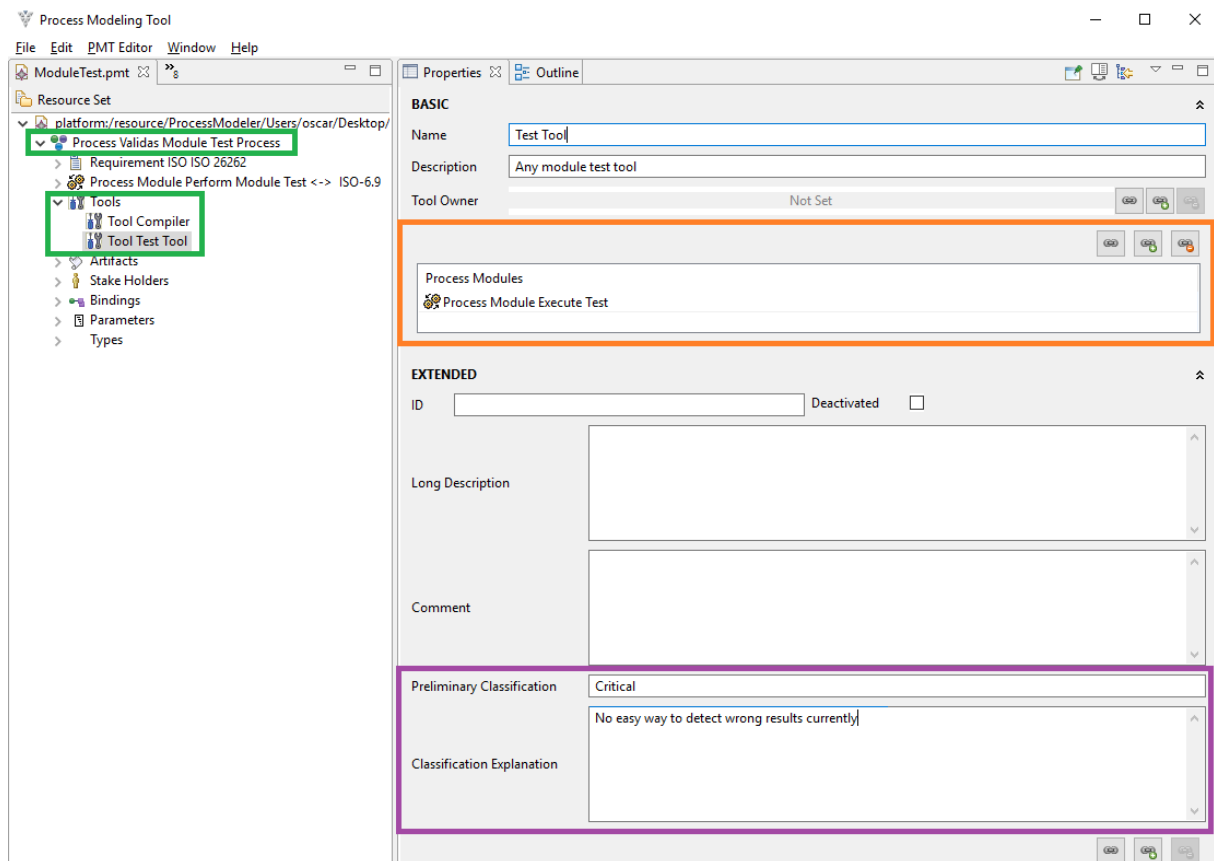 Process Modeling Tool
File Edit PMT Editor Window Help
ModuleTest.pmt
»8
Resource Set
platform:/resource/ProcessModeler/Users/oscar/Desktop/
Process Validas Module Test Process
Requirement ISO ISO 26262
Process Module Perform Module Test <-> ISO-6.9
Tools
Tool Compiler
Tool Test Tool
Artifacts
Stake Holders
Bindings
Parameters
Types
Properties Outline
BASIC
Name Test Tool
Description Any module test tool
Tool Owner Not Set
Process Modules
Process Module Execute Test
EXTENDED
ID Deactivated
Long Description
Comment
Preliminary Classification Critical
No easy way to detect wrong results currently
Classification Explanation